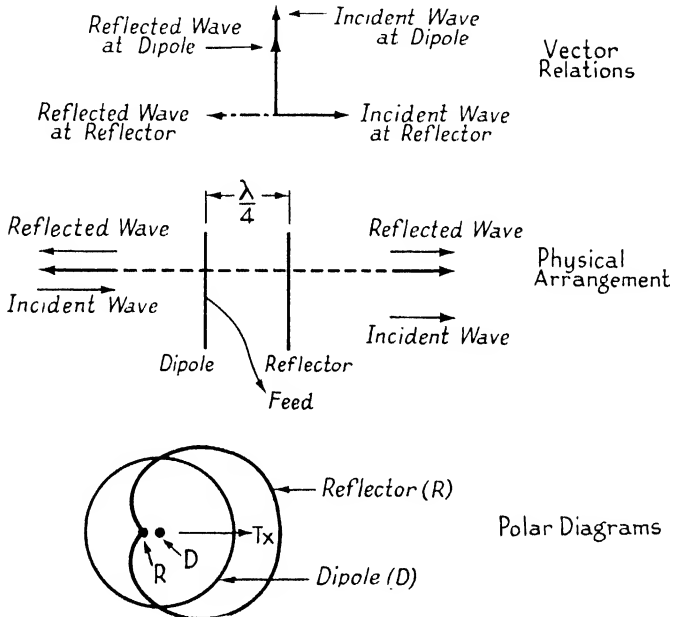 Reflected Wave
at Dipole
Incident Wave
at Dipole
Vector
Relations
Reflected Wave
at Reflector
Incident Wave
at Reflector
λ
4
Reflected Wave
Incident Wave
Reflected Wave
Incident Wave
Physical
Arrangement
Dipole
Reflector
Feed
Reflector (R)
Tx
D
R
Dipole (D)
Polar Diagrams